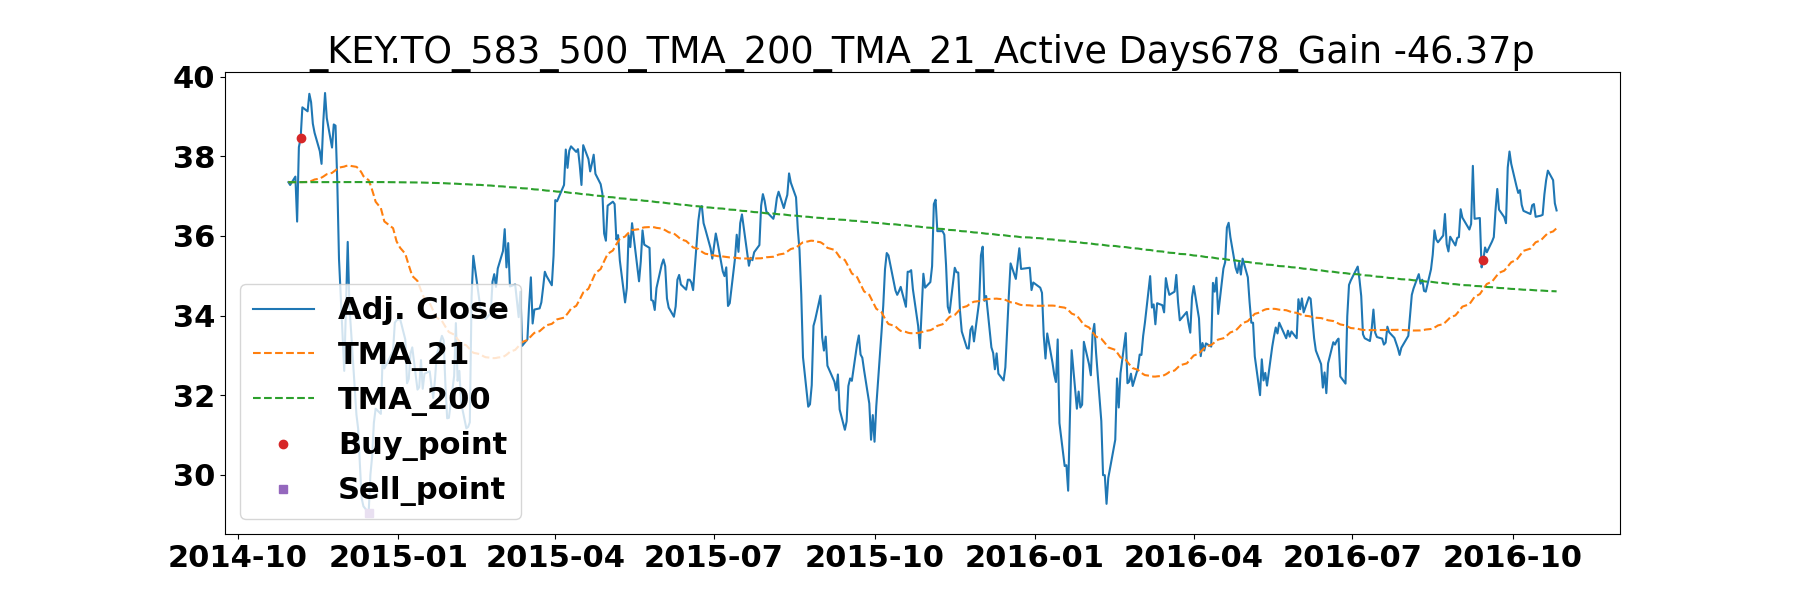 _KEY.TO_583_500_TMA_200_TMA_21_Active Days678_Gain -46.37p
40
38
36
34
32
30
Adj. Close
TMA_21
TMA_200
Buy_point
Sell_point
2014-10 2015-01 2015-04 2015-07 2015-10 2016-01 2016-04 2016-07 2016-10